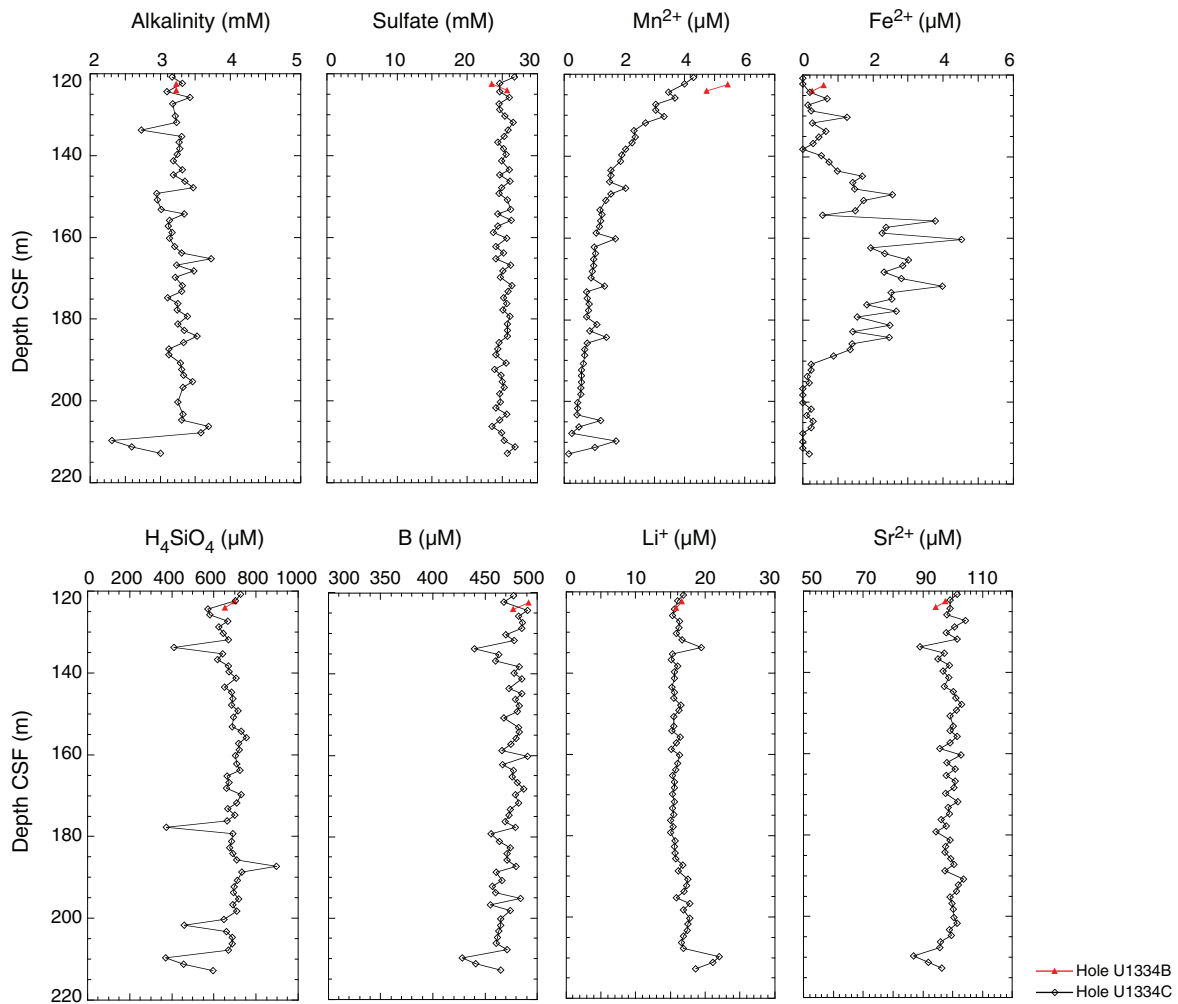 Alkalinity (mM) Sulfate (mM) Mn²⁺ (µM) Fe²⁺ (µM)
2 3 4 5 0 10 20 30 0 2 4 6 0 2 4 6
120
140
160
180
200
220
Depth CSF (m)
H₄SiO₄ (µM) B (µM) Li⁺ (µM) Sr²⁺ (µM)
0 200 400 600 800 1000 300 350 400 450 500 0 10 20 30 50 70 90 110
120
140
160
180
200
220
Depth CSF (m)
Hole U1334B
Hole U1334C